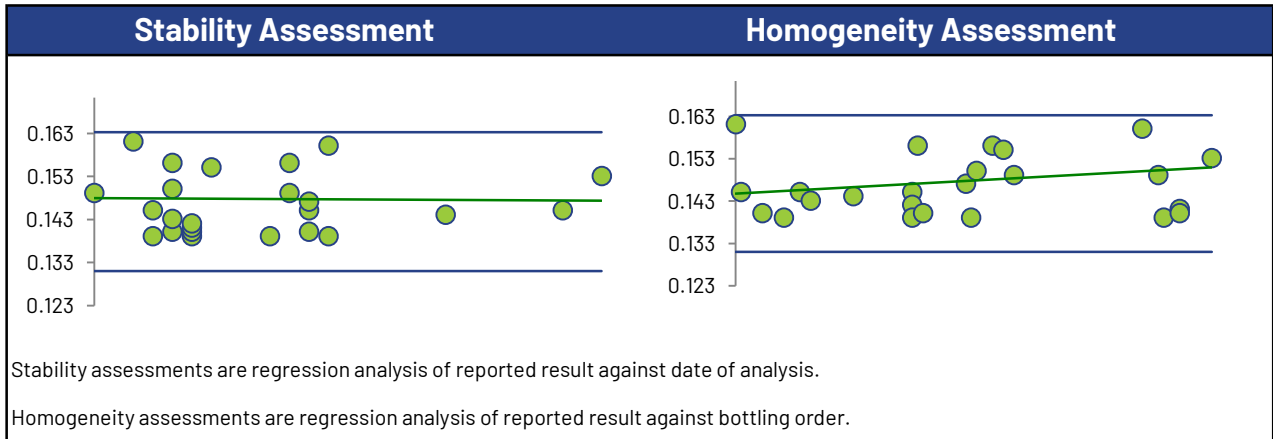 Stability Assessment
Homogeneity Assessment
0.163
0.153
0.143
0.133
0.123
0.163
0.153
0.143
0.133
0.123
Stability assessments are regression analysis of reported result against date of analysis.
Homogeneity assessments are regression analysis of reported result against bottling order.